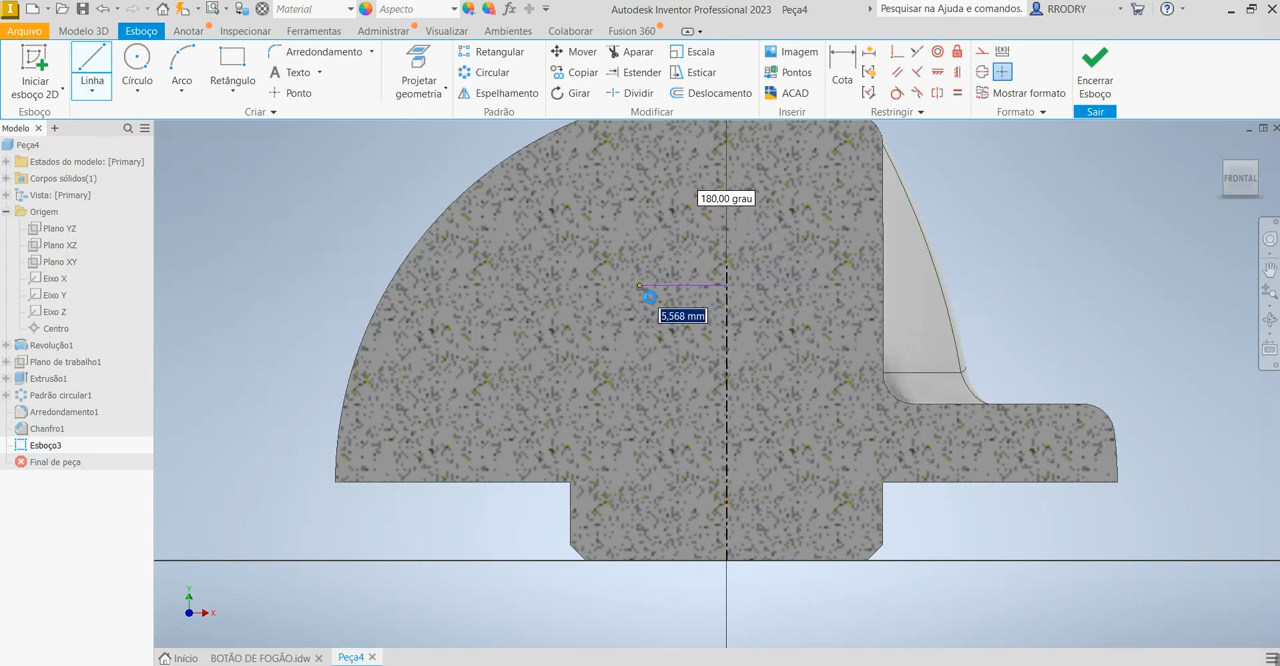 Material
Aspecto
Autodesk Inventor Professional 2023 Peça4
Pesquisar na Ajuda e comandos.
RRODRY
Arquivo
Modelo 3D
Esboço
Anotar
Inspecionar
Ferramentas
Administrar
Visualizar
Ambientes
Colaborar
Fusion 360
Iniciar
esboço 2D
Linha
Círculo
Arco
Retângulo
Arredondamento
Texto
Ponto
Projetar
geometria
Retangular
Circular
Espelhamento
Mover
Copiar
Girar
Aparar
Estender
Dividir
Escala
Esticar
Deslocamento
Imagem
Pontos
ACAD
Cota
Mostrar formato
Encerrar
Esboço
Esboço
Criar
Padrão
Modificar
Inserir
Restringir
Formato
Sair
Modelo
Peça4
Estados do modelo: [Primary]
Corpos sólidos(1)
Vista: [Primary]
Origem
Plano YZ
Plano XZ
Plano XY
Eixo X
Eixo Y
Eixo Z
Centro
Revolução1
Plano de trabalho1
Extrusão1
Padrão circular1
Arredondamento1
Chanfro1
Esboço3
Final de peça
180,00 grau
5,568 mm
FRONTAL
Y
X
Início
BOTÃO DE FOGÃO.idw
Peça4